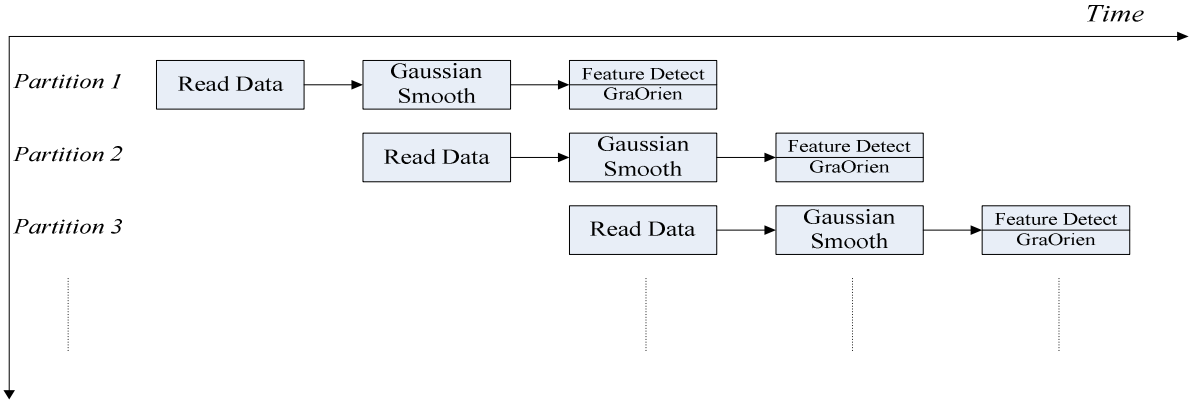 Time
Partition 1
Read Data
Gaussian
Smooth
Feature Detect
GraOrien
Partition 2
Read Data
Gaussian
Smooth
Feature Detect
GraOrien
Partition 3
Read Data
Gaussian
Smooth
Feature Detect
GraOrien